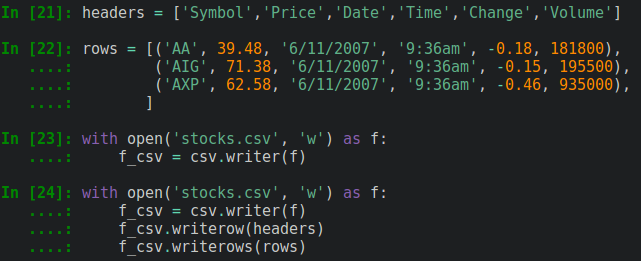 In [21]: headers = ['Symbol','Price','Date','Time','Change','Volume']
In [22]: rows = [('AA', 39.48, '6/11/2007', '9:36am', -0.18, 181800),
   ....:          ('AIG', 71.38, '6/11/2007', '9:36am', -0.15, 195500),
   ....:          ('AXP', 62.58, '6/11/2007', '9:36am', -0.46, 935000),
   ....:         ]
In [23]: with open('stocks.csv', 'w') as f:
   ....:     f_csv = csv.writer(f)
In [24]: with open('stocks.csv', 'w') as f:
   ....:     f_csv = csv.writer(f)
   ....:     f_csv.writerow(headers)
   ....:     f_csv.writerows(rows)